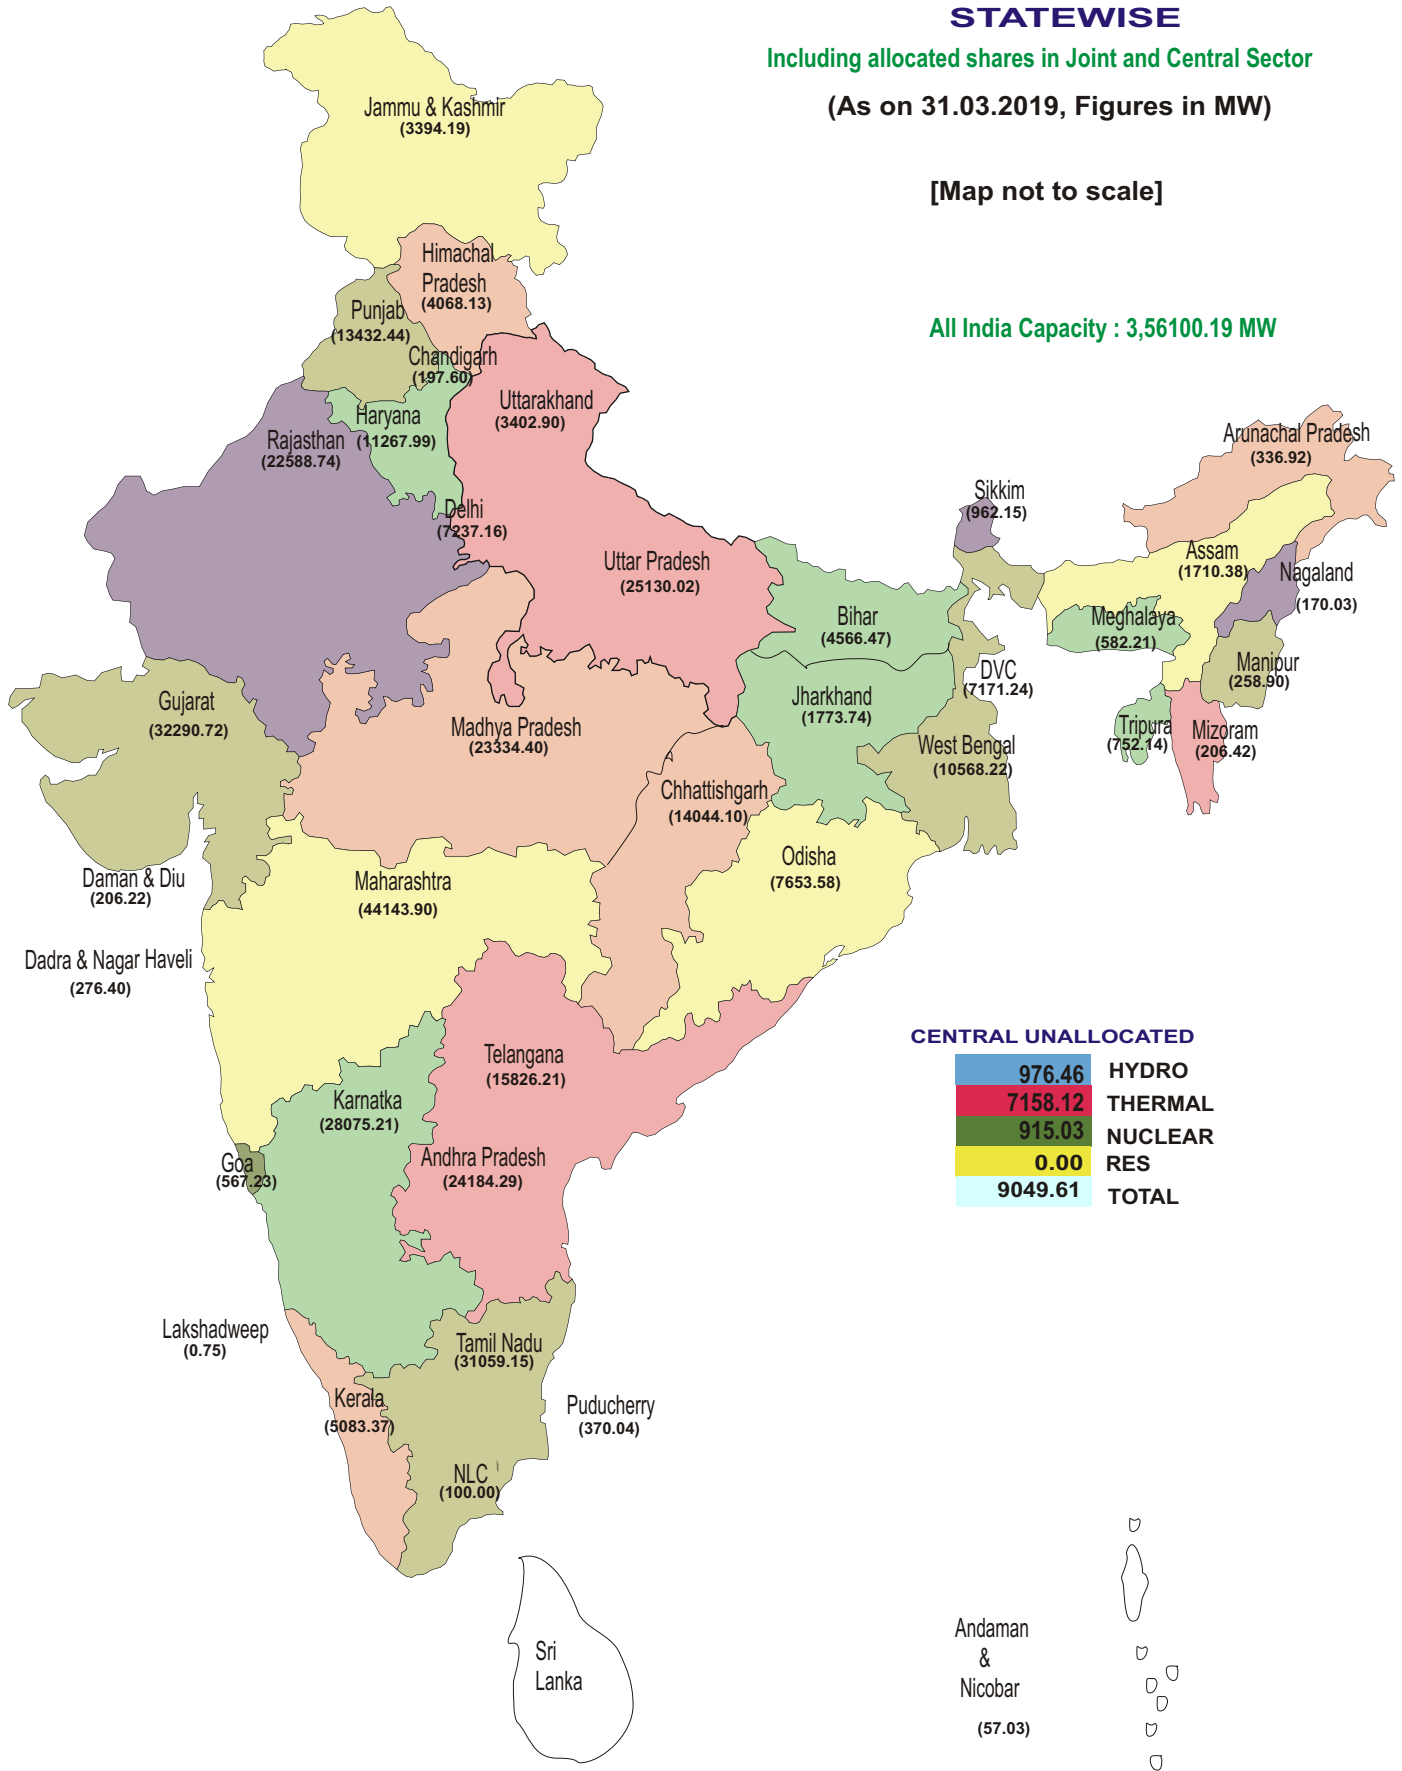 STATEWISE
Including allocated shares in Joint and Central Sector
(As on 31.03.2019, Figures in MW)
[Map not to scale]
All India Capacity : 3,56100.19 MW
Jammu & Kashmir
(3394.19)
Himachal
Pradesh
(4068.13)
Punjab
(13432.44)
Chandigarh
(197.60)
Uttarakhand
(3402.90)
Haryana
(11267.99)
Rajasthan
(22588.74)
Delhi
(7237.16)
Uttar Pradesh
(25130.02)
Arunachal Pradesh
(336.92)
Sikkim
(962.15)
Assam
(1710.38)
Nagaland
(170.03)
Bihar
(4566.47)
Meghalaya
(582.21)
Manipur
(258.90)
DVC
(7171.24)
Jharkhand
(1773.74)
Gujarat
(32290.72)
Madhya Pradesh
(23334.40)
Tripura
(752.14)
Mizoram
(206.42)
West Bengal
(10568.22)
Chhattishgarh
(14044.10)
Odisha
(7653.58)
Daman & Diu
(206.22)
Maharashtra
(44143.90)
Dadra & Nagar Haveli
(276.40)
Telangana
(15826.21)
Karnatka
(28075.21)
Andhra Pradesh
(24184.29)
Goa
(567.23)
CENTRAL UNALLOCATED
976.46 HYDRO
7158.12 THERMAL
915.03 NUCLEAR
0.00 RES
9049.61 TOTAL
Lakshadweep
(0.75)
Tamil Nadu
(31059.15)
Kerala
(5083.37)
Puducherry
(370.04)
NLC
(100.00)
Sri
Lanka
Andaman
&
Nicobar
(57.03)